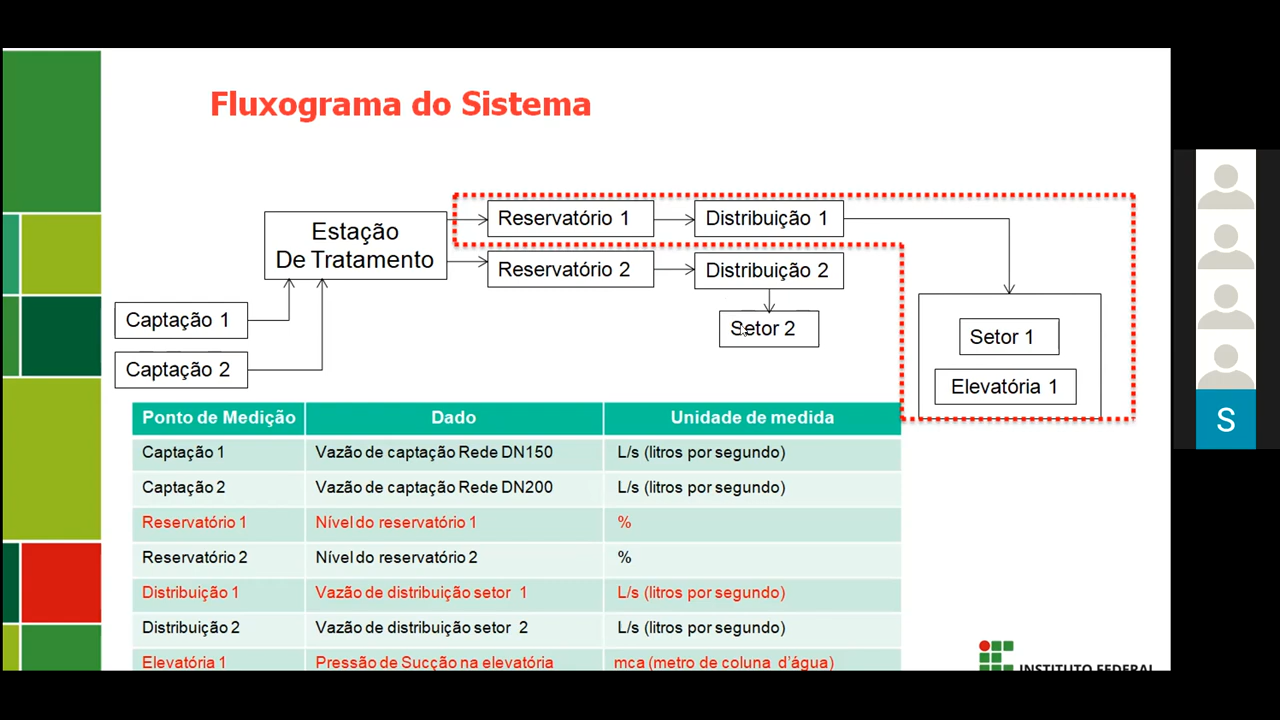 Fluxograma do Sistema
Reservatório 1
Distribuição 1
Estação
De Tratamento
Reservatório 2
Distribuição 2
Captação 1
Setor 2
Setor 1
Captação 2
Elevatória 1
Ponto de Medição Dado Unidade de medida
Captação 1 Vazão de captação Rede DN150 L/s (litros por segundo)
Captação 2 Vazão de captação Rede DN200 L/s (litros por segundo)
Reservatório 1 Nível do reservatório 1 %
Reservatório 2 Nível do reservatório 2 %
Distribuição 1 Vazão de distribuição setor 1 L/s (litros por segundo)
Distribuição 2 Vazão de distribuição setor 2 L/s (litros por segundo)
Elevatória 1 Pressão de Sucção na elevatória mca (metro de coluna d'água)
INSTITUTO FEDERAL
S